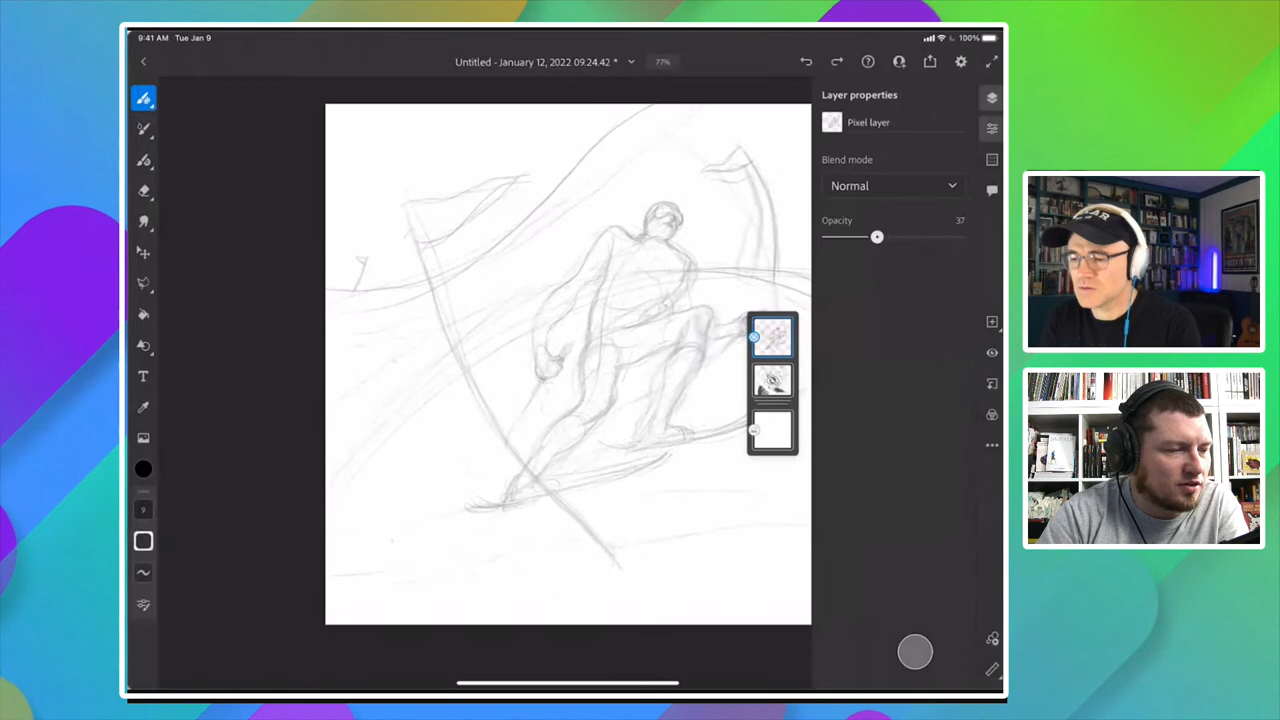 9:41 AM Tue Jan 9
100%
Untitled - January 12, 2022 09.24.42 *
77%
Layer properties
Pixel layer
Blend mode
Normal
Opacity 37
T
9